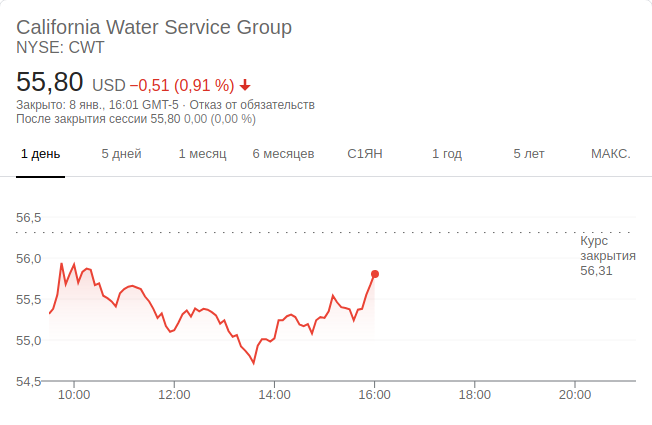 California Water Service Group
NYSE: CWT
55,80 USD −0,51 (0,91 %)
Закрыто: 8 янв., 16:01 GMT-5 · Отказ от обязательств
После закрытия сессии 55,80 0,00 (0,00 %)
1 день 5 дней 1 месяц 6 месяцев С1ЯН 1 год 5 лет МАКС.
56,5
Курс
закрытия
56,31
56,0
55,5
55,0
54,5
10:00 12:00 14:00 16:00 18:00 20:00